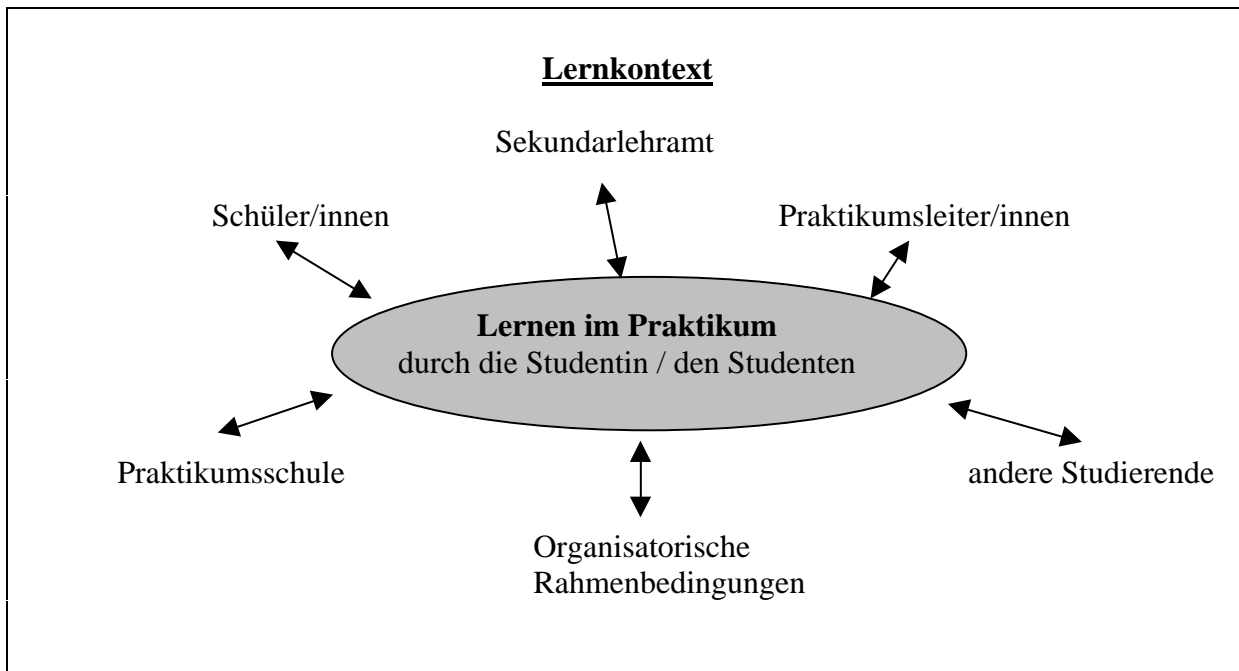 Lernkontext
Sekundarlehramt
Schüler/innen
Praktikumsleiter/innen
Lernen im Praktikum
durch die Studentin / den Studenten
Praktikumsschule
andere Studierende
Organisatorische
Rahmenbedingungen